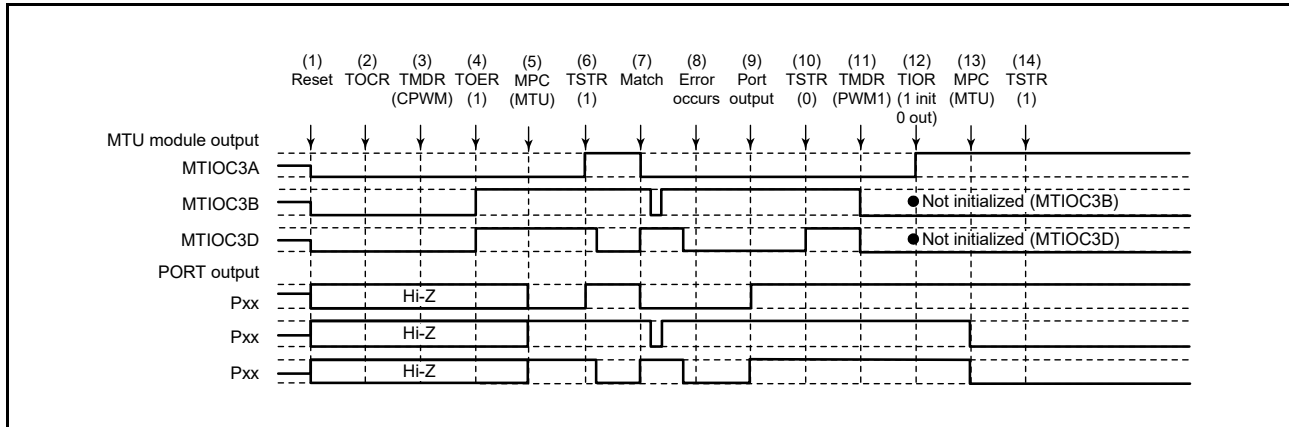 (1) (2) (3) (4) (5) (6) (7) (8) (9) (10) (11) (12) (13) (14)
Reset TOCR TMDR TOER MPC TSTR Match Error Port TSTR TMDR TIOR MPC TSTR
(CPWM) (1) (MTU) (1) occurs output (0) (PWM1) (1 init (MTU) (1)
0 out)
MTU module output
MTIOC3A
MTIOC3B Not initialized (MTIOC3B)
MTIOC3D Not initialized (MTIOC3D)
PORT output
Pxx Hi-Z
Pxx Hi-Z
Pxx Hi-Z